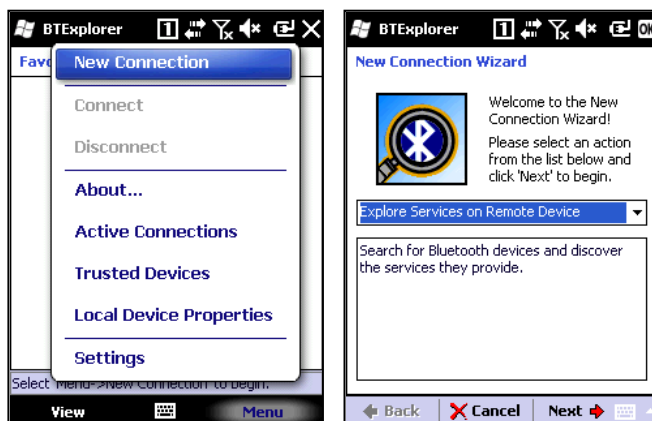 BTExplorer
1
Favo
New Connection
Connect
Disconnect
About...
Active Connections
Trusted Devices
Local Device Properties
Settings
Select Menu->New Connection to begin.
View
Menu
BTExplorer
1
OK
New Connection Wizard
Welcome to the New
Connection Wizard!
Please select an action
from the list below and
click 'Next' to begin.
Explore Services on Remote Device
Search for Bluetooth devices and discover
the services they provide.
Back
Cancel
Next